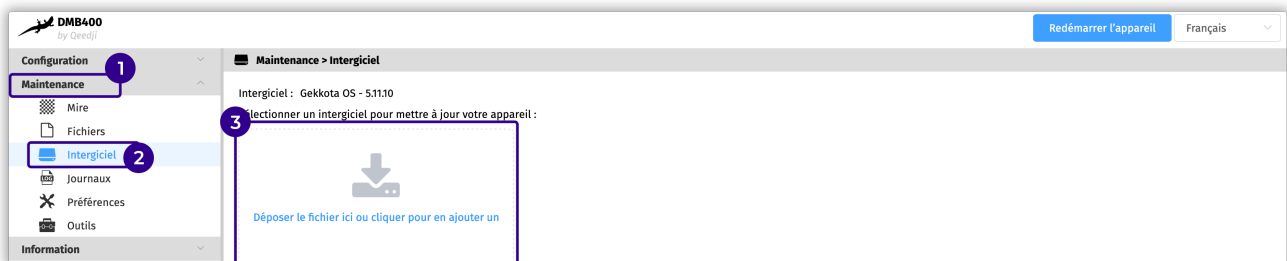 DMB400
by Qeedji
Redémarrer l'appareil
Français
Configuration
1
Maintenance
Mire
Fichiers
Intergiciel
2
Journaux
Préférences
Outils
Information
Maintenance > Intergiciel
Intergiciel : Gekkota OS - 5.11.10
électionner un intergiciel pour mettre à jour votre appareil :
3
Déposer le fichier ici ou cliquer pour en ajouter un